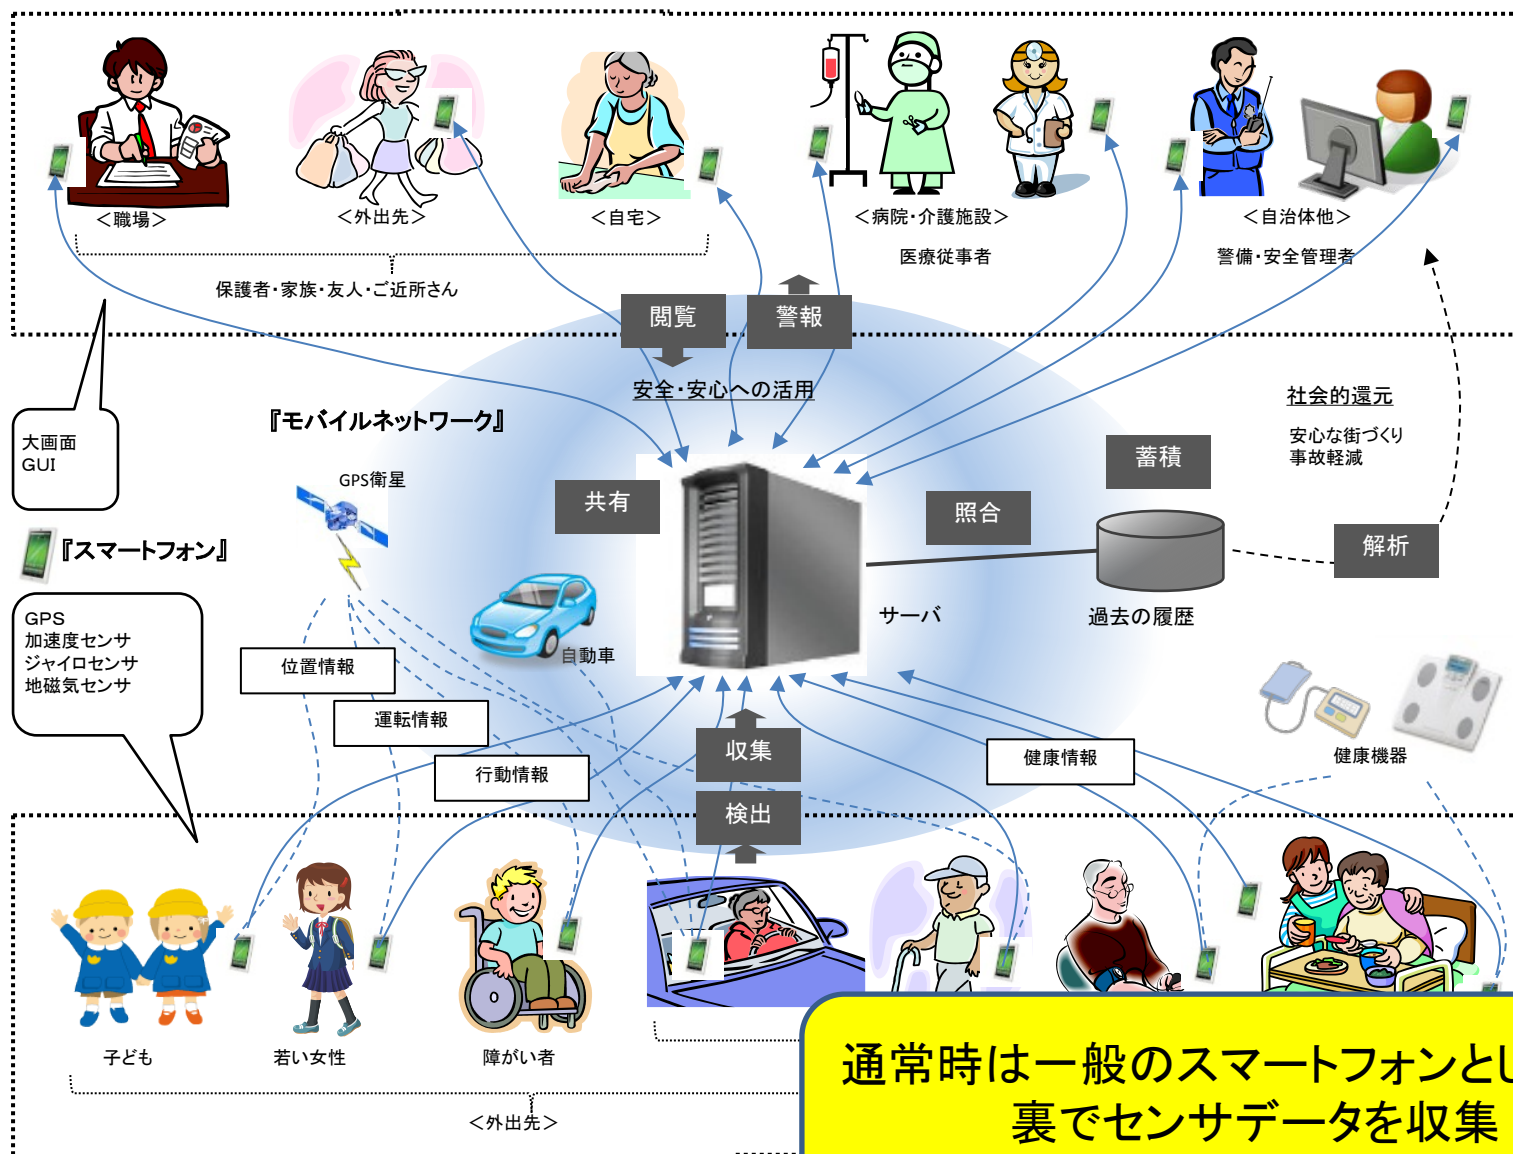 <職場>
<外出先>
<自宅>
<病院・介護施設>
<自治体他>
医療従事者
警備・安全管理者
保護者・家族・友人・ご近所さん
閲覧
警報
安全・安心への活用
社会的還元
安心な街づくり
事故軽減
大画面
GUI
『モバイルネットワーク』
GPS衛星
共有
照合
蓄積
解析
『スマートフォン』
GPS
加速度センサ
ジャイロセンサ
地磁気センサ
自動車
サーバ
過去の履歴
位置情報
運転情報
行動情報
収集
健康情報
健康機器
検出
子ども
若い女性
障がい者
<外出先>
通常時は一般のスマートフォンとし
裏でセンサデータを収集